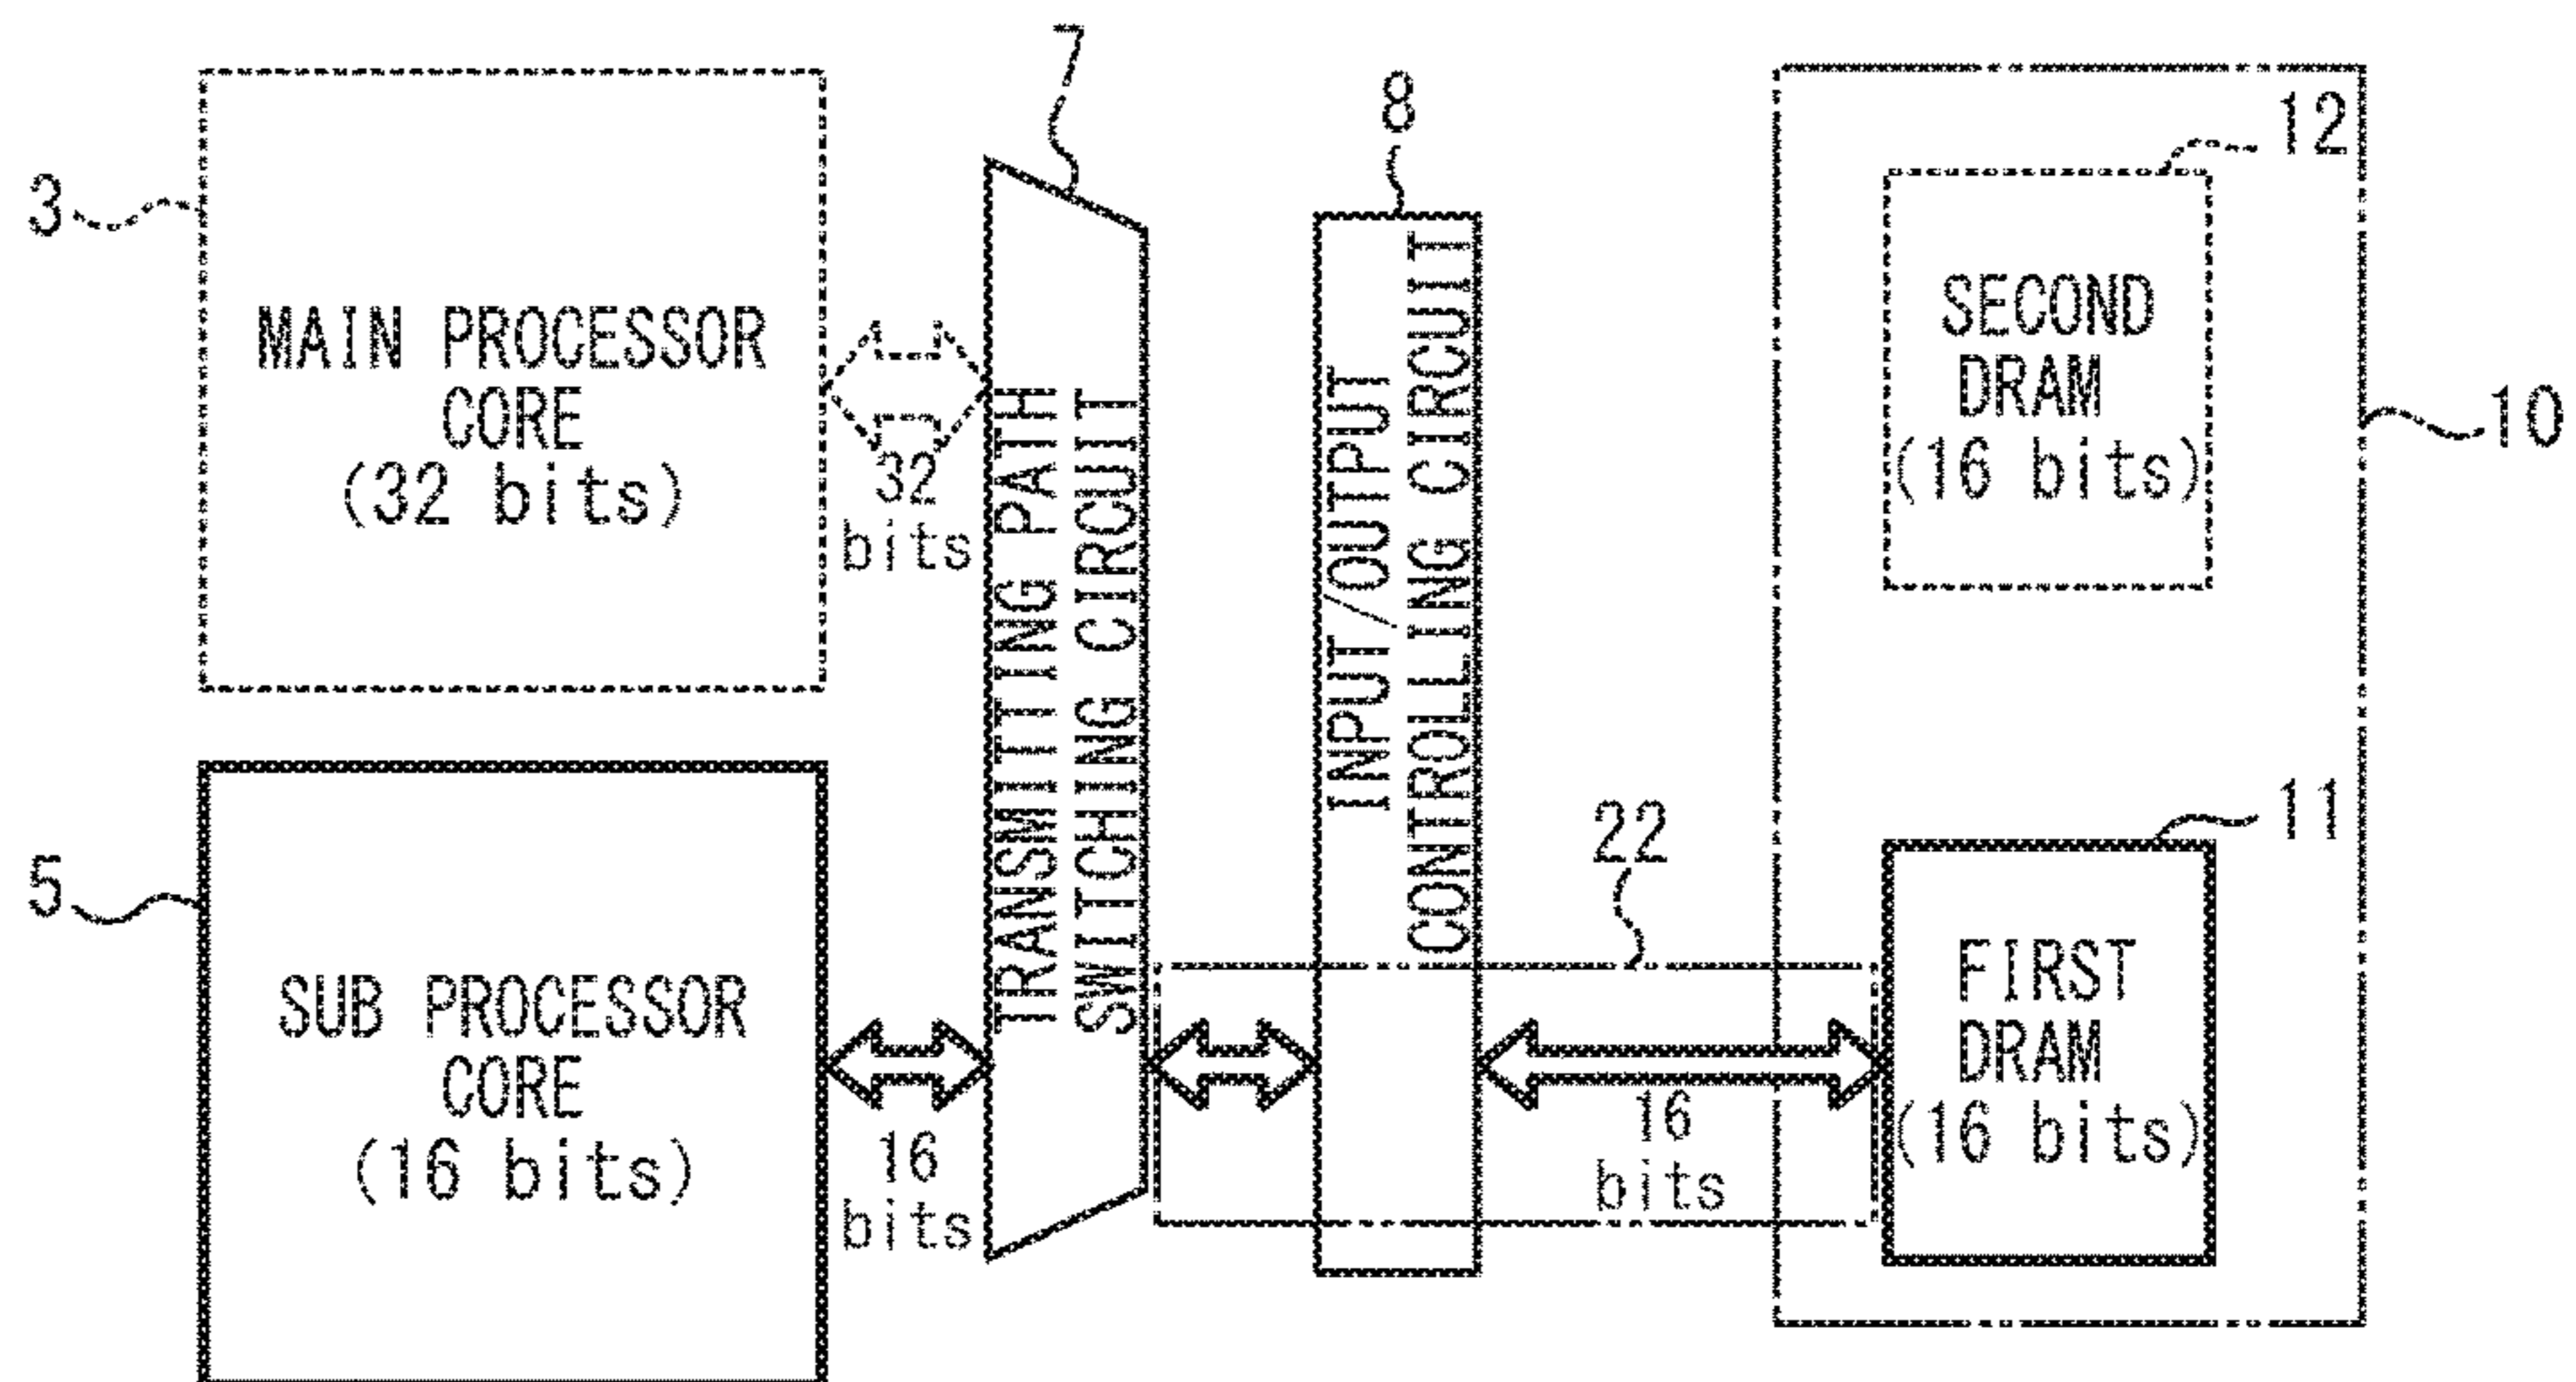 7
8
12
3
MAIN PROCESSOR
CORE
(32 bits)
32
bits
TRANSMITTING PATH
SWITCHING CIRCUIT
INPUT/OUTPUT
CONTROLLING CIRCUIT
SECOND
DRAM
(16 bits)
10
11
22
5
SUB PROCESSOR
CORE
(16 bits)
16
bits
16
bits
FIRST
DRAM
(16 bits)